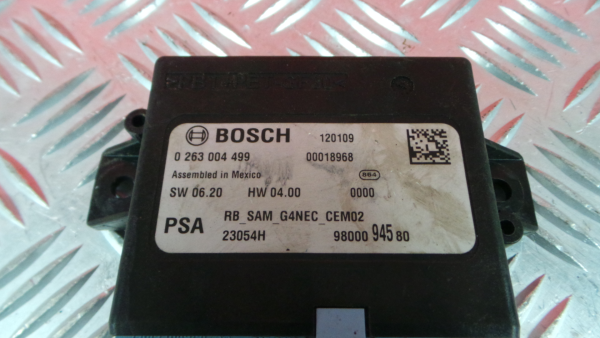 BOSCH 120109
0 263 004 499 00018968
Assembled in Mexico 884
SW 06.20 HW 04.00 0000
PSA RB_SAM_G4NEC_CEM02
23054H 98000 945 80